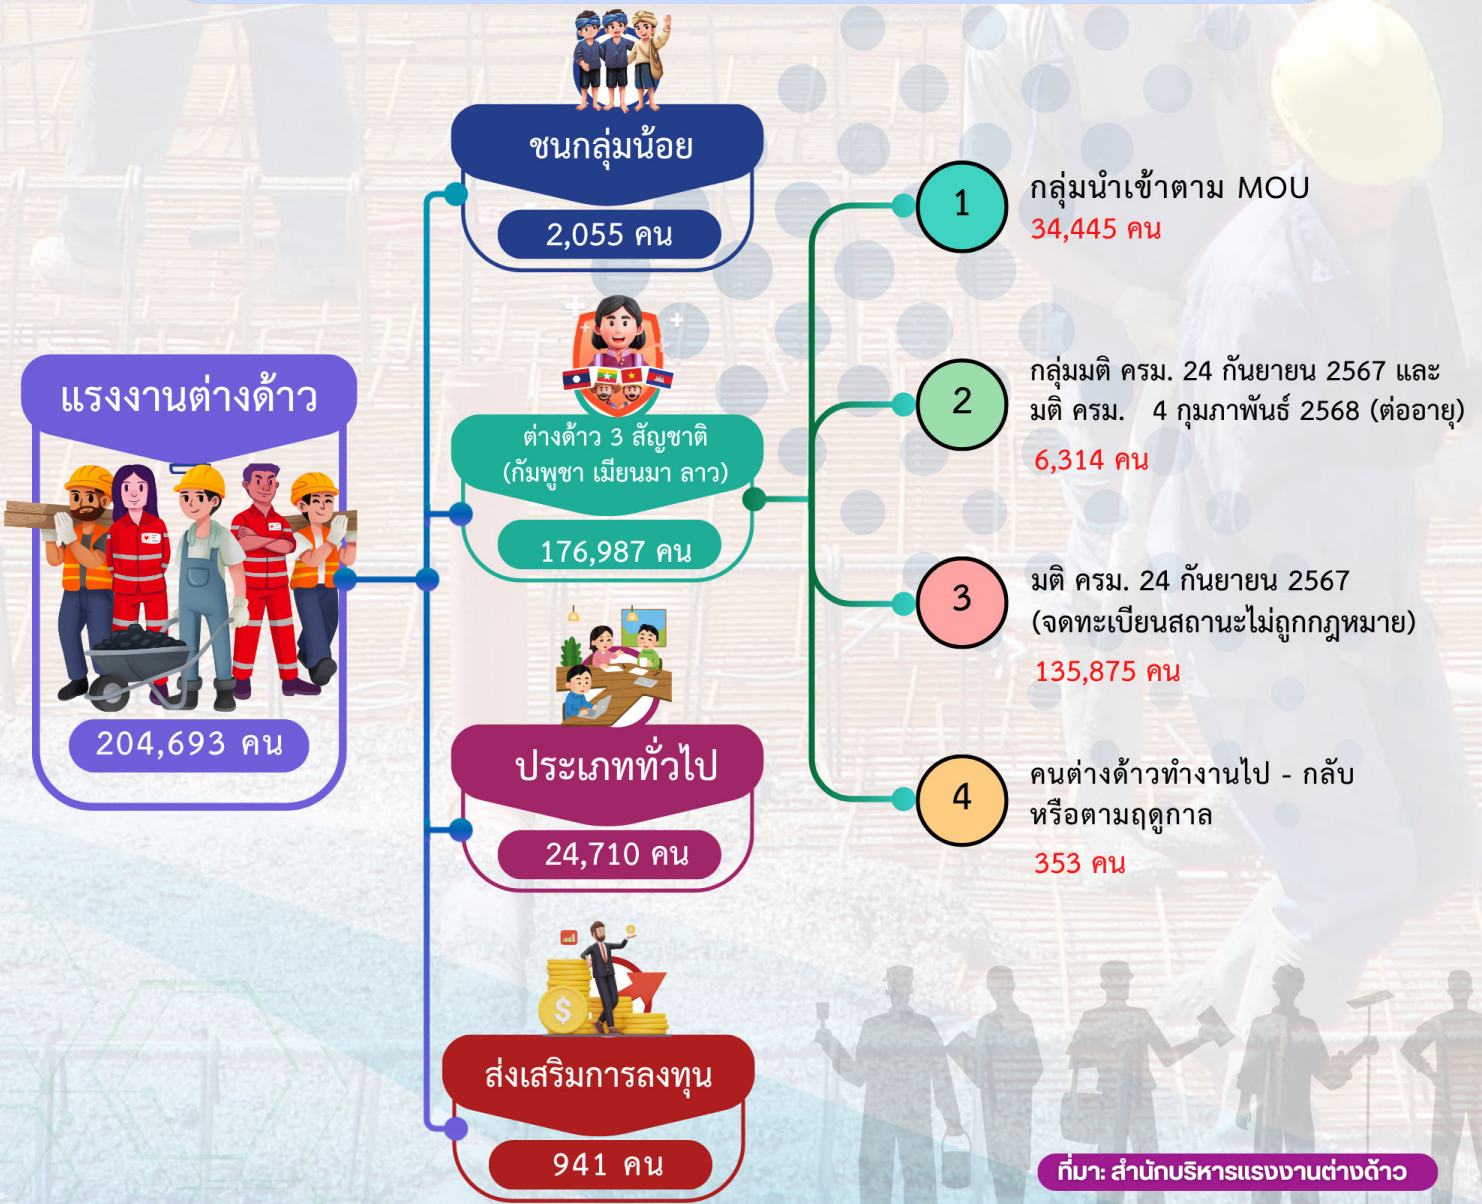 แรงงานต่างด้าว
204,693 คน
ชนกลุ่มน้อย
2,055 คน
ต่างด้าว 3 สัญชาติ
(กัมพูชา เมียนมา ลาว)
176,987 คน
ประเภททั่วไป
24,710 คน
ส่งเสริมการลงทุน
941 คน
1
กลุ่มนำเข้าตาม MOU
34,445 คน
2
กลุ่มมติ ครม. 24 กันยายน 2567 และ
มติ ครม. 4 กุมภาพันธ์ 2568 (ต่ออายุ)
6,314 คน
3
มติ ครม. 24 กันยายน 2567
(จดทะเบียนสถานะไม่ถูกกฎหมาย)
135,875 คน
4
คนต่างด้าวทำงานไป - กลับ
หรือตามฤดูกาล
353 คน
ที่มา: สำนักบริหารแรงงานต่างด้าว